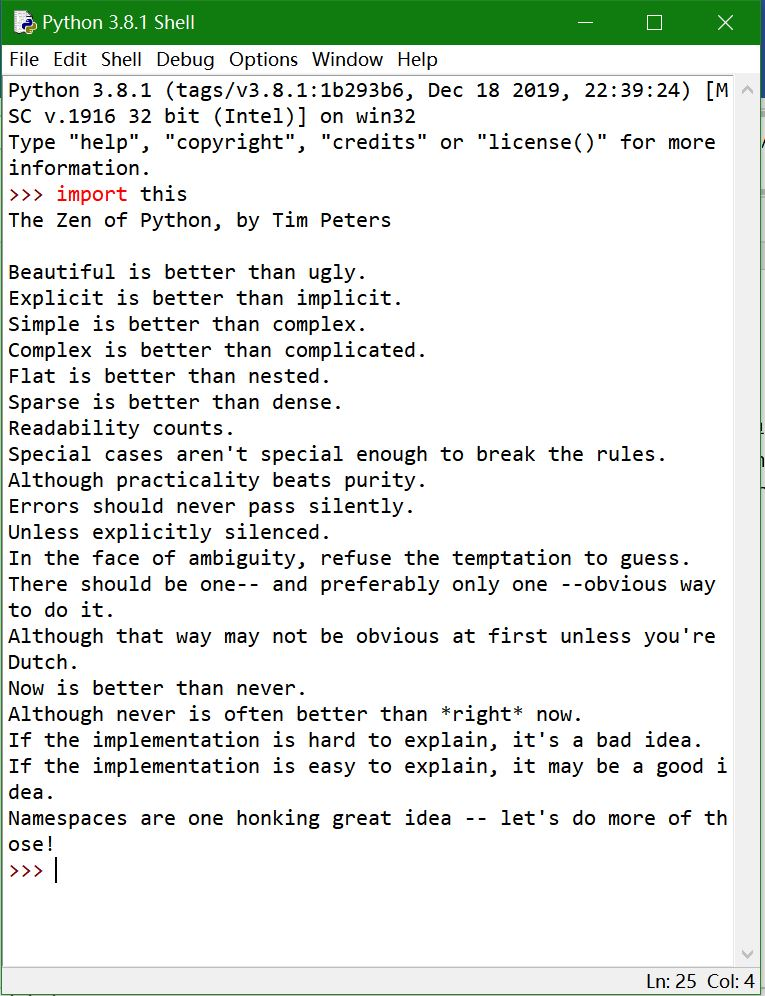 Python 3.8.1 Shell
File Edit Shell Debug Options Window Help
Python 3.8.1 (tags/v3.8.1:1b293b6, Dec 18 2019, 22:39:24) [M
SC v.1916 32 bit (Intel)] on win32
Type "help", "copyright", "credits" or "license()" for more
information.
>>> import this
The Zen of Python, by Tim Peters

Beautiful is better than ugly.
Explicit is better than implicit.
Simple is better than complex.
Complex is better than complicated.
Flat is better than nested.
Sparse is better than dense.
Readability counts.
Special cases aren't special enough to break the rules.
Although practicality beats purity.
Errors should never pass silently.
Unless explicitly silenced.
In the face of ambiguity, refuse the temptation to guess.
There should be one-- and preferably only one --obvious way
to do it.
Although that way may not be obvious at first unless you're
Dutch.
Now is better than never.
Although never is often better than *right* now.
If the implementation is hard to explain, it's a bad idea.
If the implementation is easy to explain, it may be a good i
dea.
Namespaces are one honking great idea -- let's do more of th
ose!
>>>
Ln: 25 Col: 4